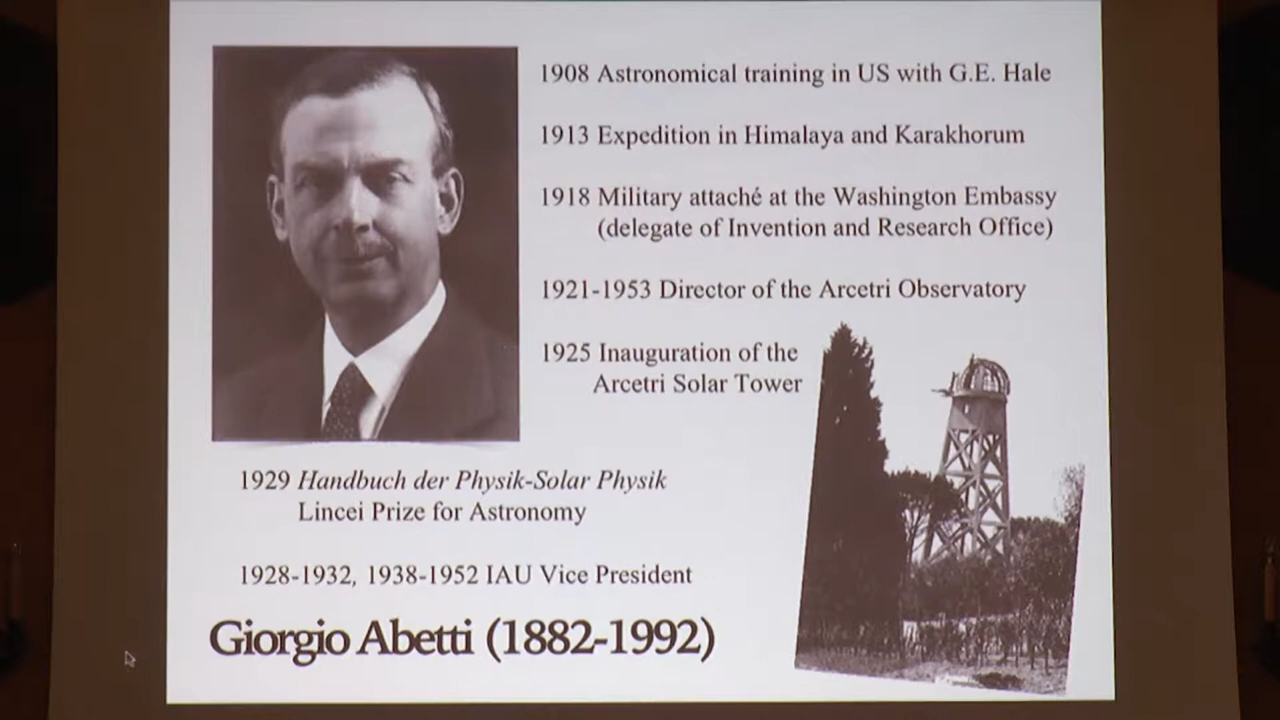 1908 Astronomical training in US with G.E. Hale
1913 Expedition in Himalaya and Karakhorum
1918 Military attaché at the Washington Embassy
(delegate of Invention and Research Office)
1921-1953 Director of the Arcetri Observatory
1925 Inauguration of the
Arcetri Solar Tower
1929 Handbuch der Physik-Solar Physik
Lincei Prize for Astronomy
1928-1932, 1938-1952 IAU Vice President
Giorgio Abetti (1882-1992)